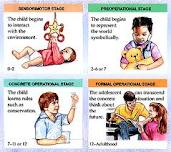 SENSORIMOTOR STAGE
The child begins
to interact
with the
environment.
0-2
PREOPERATIONAL STAGE
The child begins
to represent
the world
symbolically.
2-6 or 7
CONCRETE OPERATIONAL STAGE
The child
learns rules
such as
conservation.
7-11 or 12
FORMAL OPERATIONAL STAGE
The adolescent
can transcend
the concrete
situation and
think about
the
future.
12-Adulthood